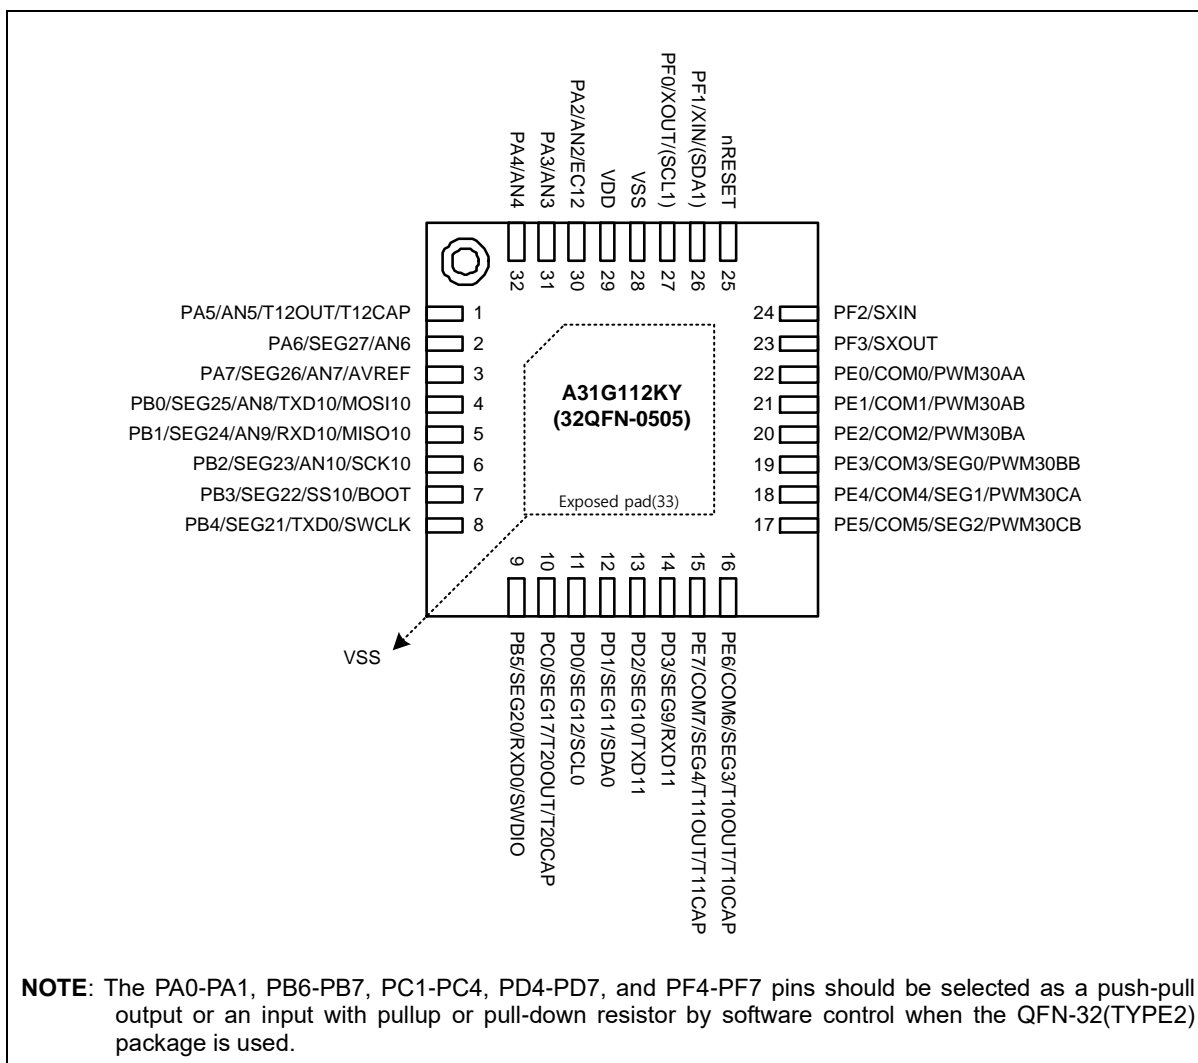 PA4/AN4
PA3/AN3
PA2/AN2/EC12
VDD
VSS
PF0/XOUT/(SCL1)
PF1/XIN/(SDA1)
nRESET
32
31
30
29
28
27
26
25
PA5/AN5/T12OUT/T12CAP 1
PA6/SEG27/AN6 2
PA7/SEG26/AN7/AVREF 3
PB0/SEG25/AN8/TXD10/MOSI10 4
PB1/SEG24/AN9/RXD10/MISO10 5
PB2/SEG23/AN10/SCK10 6
PB3/SEG22/SS10/BOOT 7
PB4/SEG21/TXD0/SWCLK 8
A31G112KY
(32QFN-0505)
Exposed pad(33)
24 PF2/SXIN
23 PF3/SXOUT
22 PE0/COM0/PWM30AA
21 PE1/COM1/PWM30AB
20 PE2/COM2/PWM30BA
19 PE3/COM3/SEG0/PWM30BB
18 PE4/COM4/SEG1/PWM30CA
17 PE5/COM5/SEG2/PWM30CB
9
10
11
12
13
14
15
16
VSS
PB5/SEG20/RXD0/SWDIO
PC0/SEG17/T20OUT/T20CAP
PD0/SEG12/SCL0
PD1/SEG11/SDA0
PD2/SEG10/TXD11
PD3/SEG9/RXD11
PE7/COM7/SEG4/T11OUT/T11CAP
PE6/COM6/SEG3/T10OUT/T10CAP
NOTE: The PA0-PA1, PB6-PB7, PC1-PC4, PD4-PD7, and PF4-PF7 pins should be selected as a push-pull
output or an input with pullup or pull-down resistor by software control when the QFN-32(TYPE2)
package is used.